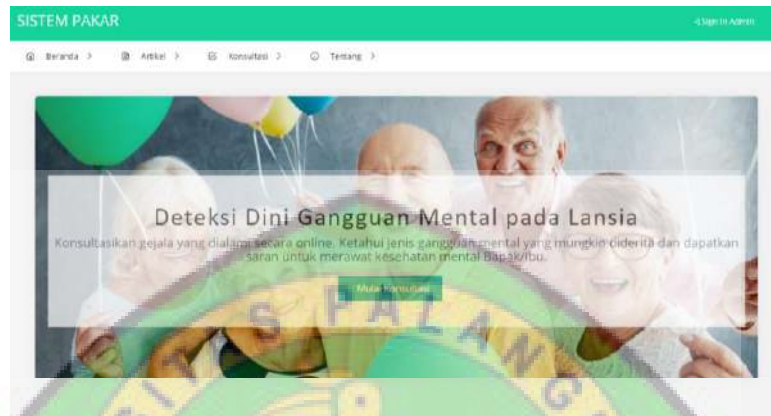 SISTEM PAKAR
Sign In Admin
Beranda > Artikel > Konsultasi > Tentang >
Deteksi Dini Gangguan Mental pada Lansia
Konsultasikan gejala yang dialami secara online. Ketahui jenis gangguan mental yang mungkin diderita dan dapatkan
saran untuk merawat kesehatan mental Bapak/Ibu.
Mulai Konsultasi
S PALANG